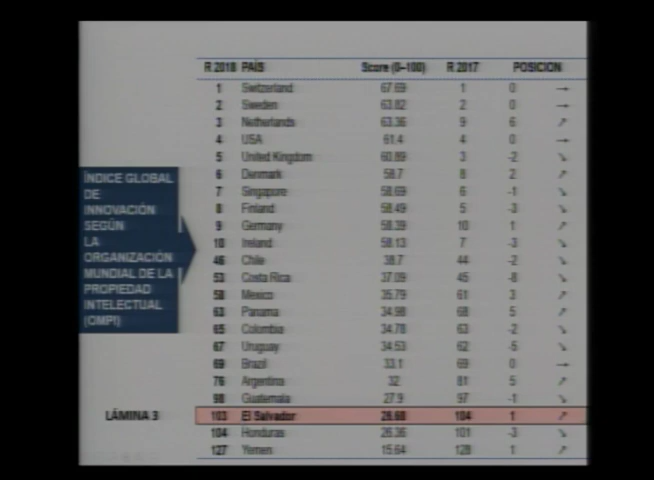 R 2018 PAÍS Score (0-100) R 2017 POSICION
1 Switzerland 67.69 1 0 →
2 Sweden 63.82 2 0 →
3 Netherlands 63.36 9 6 ↗
4 USA 61.4 4 0 →
5 United Kingdom 60.89 3 -2 ↘
6 Denmark 58.7 8 2 ↗
7 Singapore 58.69 6 -1 ↘
8 Finland 58.49 5 -3 ↘
9 Germany 58.39 10 1 ↗
10 Ireland 58.13 7 -3 ↘
46 Chile 38.7 44 -2 ↘
53 Costa Rica 37.09 45 -8 ↘
58 Mexico 35.79 61 3 ↗
63 Panama 34.98 68 5 ↗
65 Colombia 34.78 63 -2 ↘
67 Uruguay 34.53 62 -5 ↘
69 Brazil 33.1 69 0 →
76 Argentina 32 81 5 ↗
98 Guatemala 27.9 97 -1 ↘
103 El Salvador 26.68 104 1 ↗
104 Honduras 26.36 101 -3 ↘
127 Yemen 15.64 128 1 ↗
ÍNDICE GLOBAL
DE
INNOVACIÓN
SEGÚN
LA
ORGANIZACIÓN
MUNDIAL DE LA
PROPIEDAD
INTELECTUAL
(OMPI)
LÁMINA 3